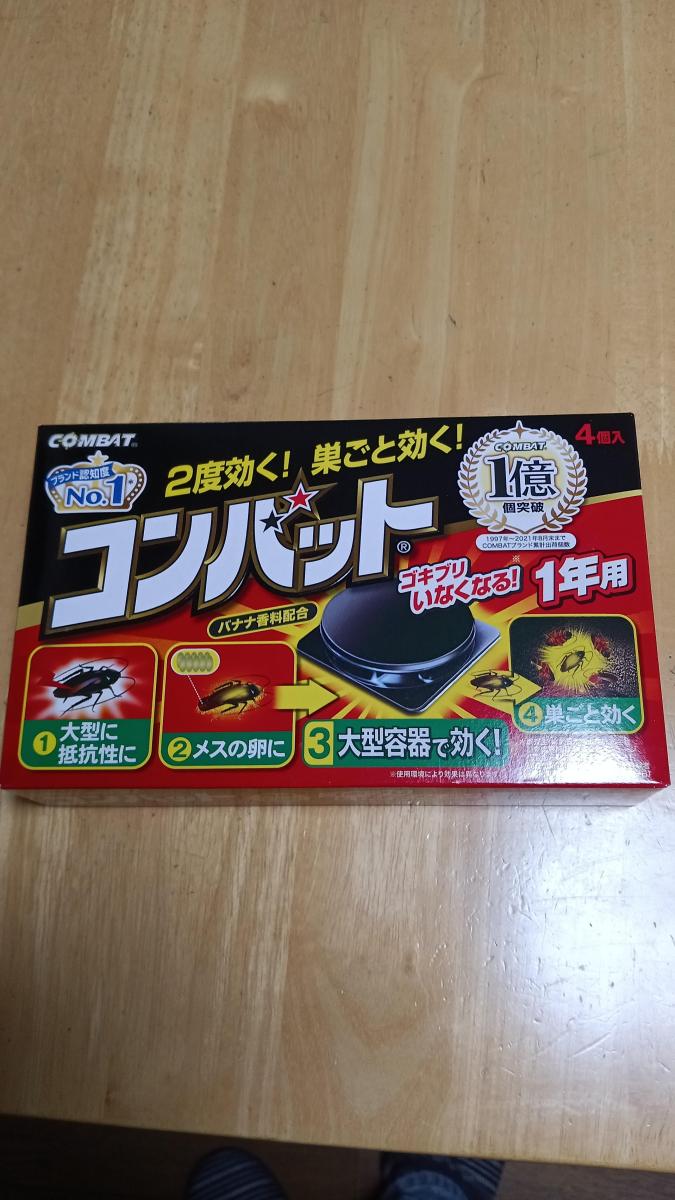 COMBAT
4個入
2度効く! 巣ごと効く!
ブランド認知度
No.1
コンバット®
COMBAT
1億
個突破
1997年~2021年8月末まで
COMBATブランド累計出荷個数
ゴキブリ
いなくなる!※
1年用
バナナ香料配合
1 大型に
抵抗性に
2 メスの卵に
3 大型容器で効く!
4 巣ごと効く
※使用環境により効果は異なります